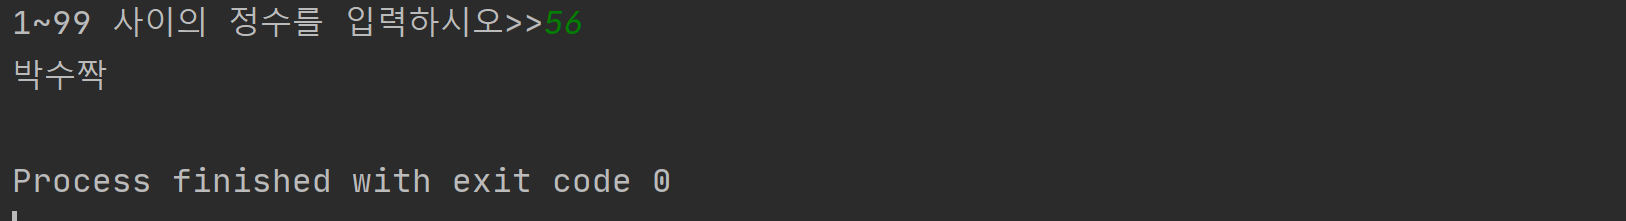 1~99 사이의 정수를 입력하시오>>56
박수짝
Process finished with exit code 0